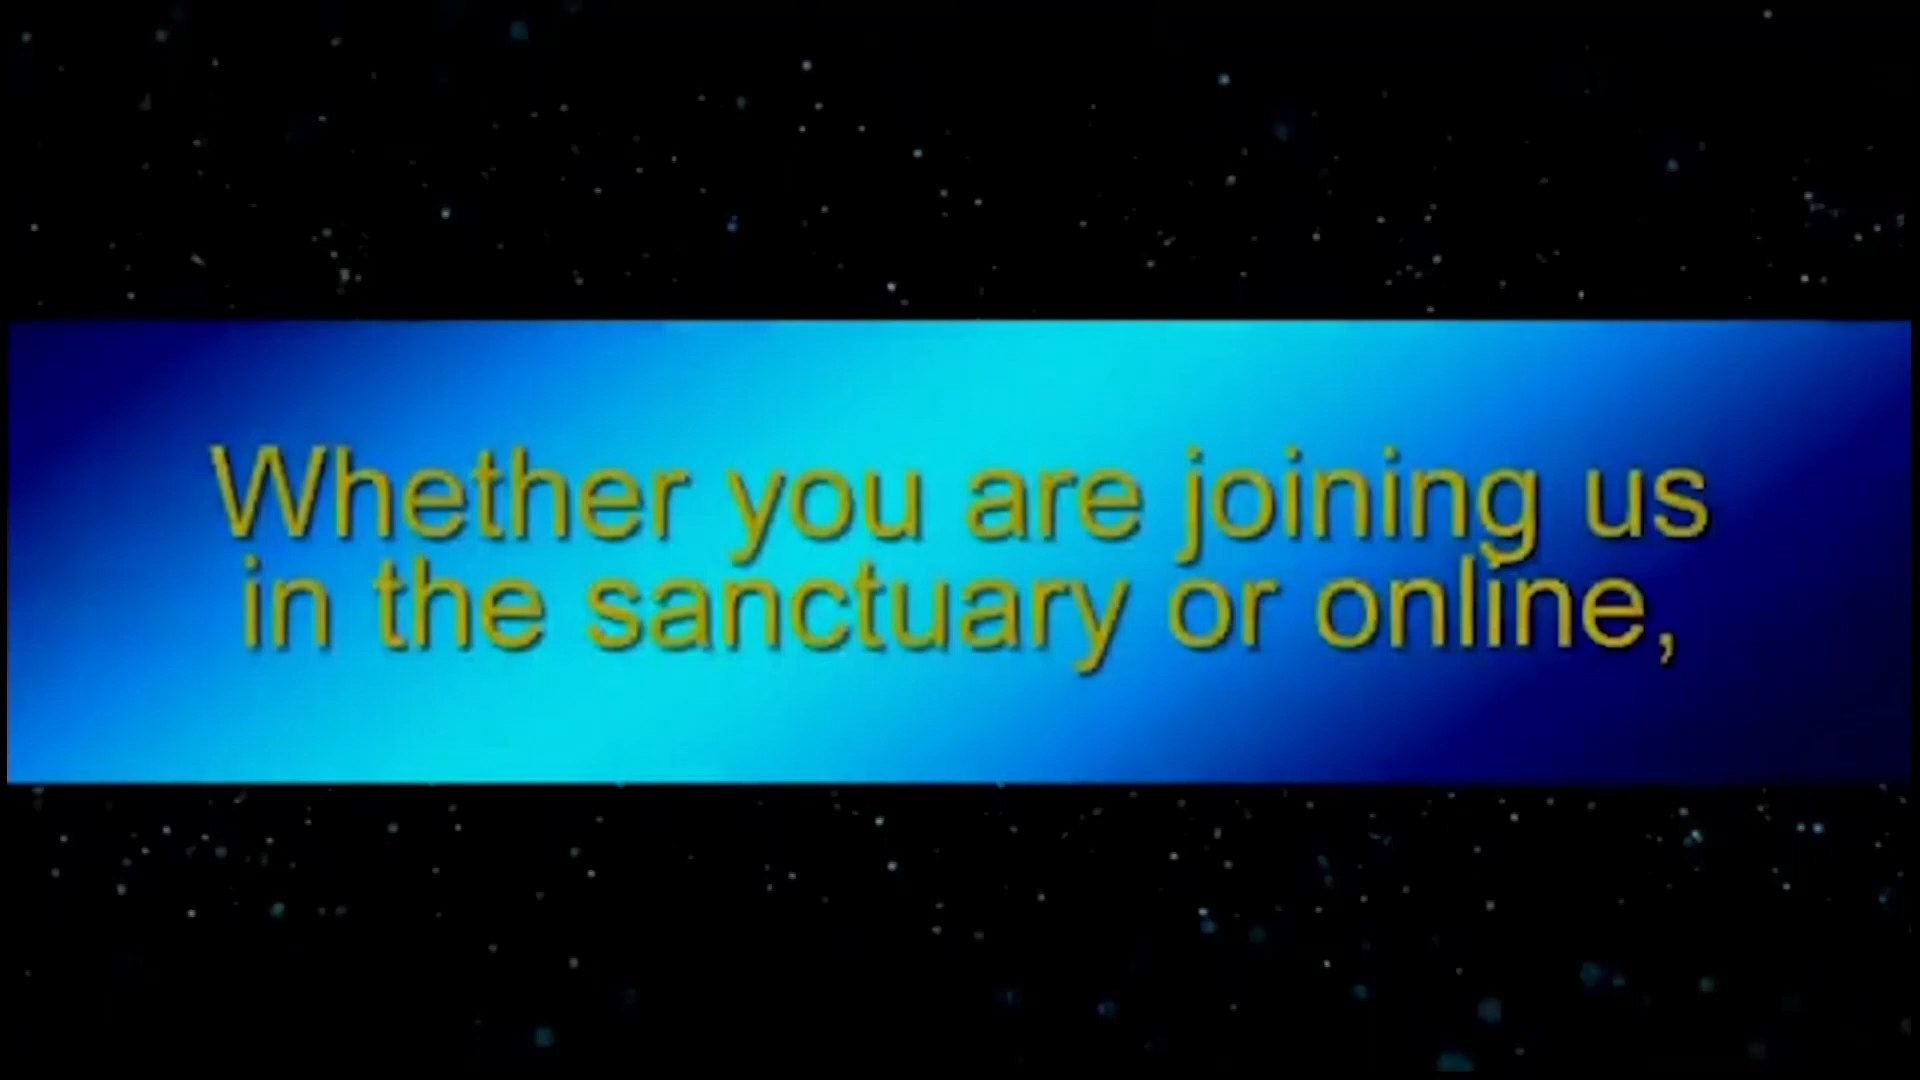 Whether you are joining us
in the sanctuary or online,